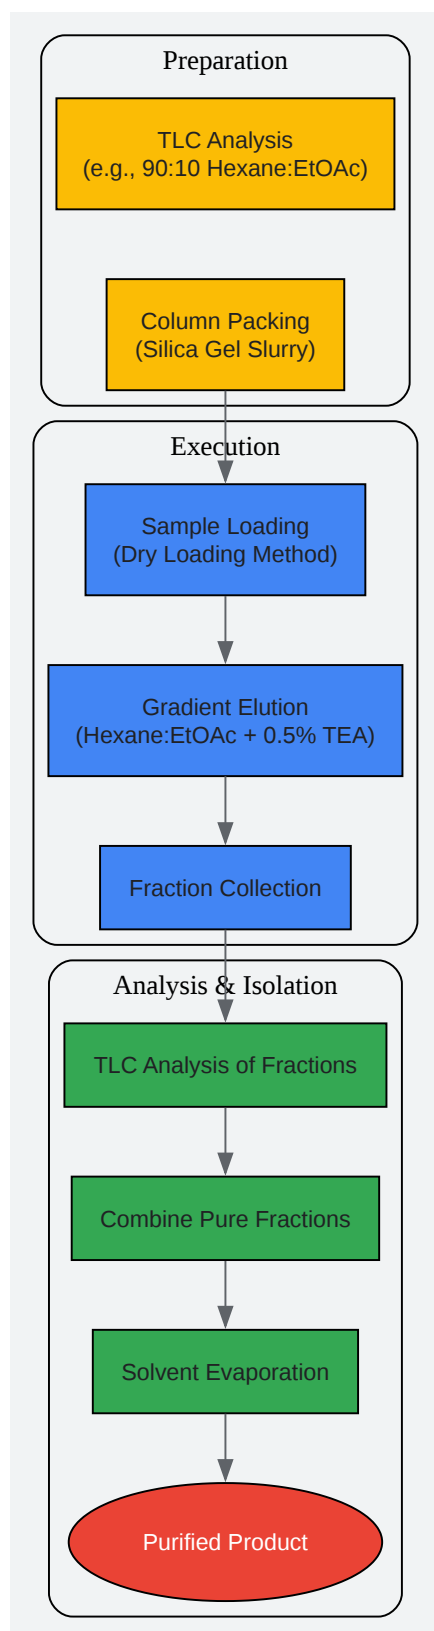 Preparation
TLC Analysis
(e.g., 90:10 Hexane:EtOAc)
Column Packing
(Silica Gel Slurry)
Execution
Sample Loading
(Dry Loading Method)
Gradient Elution
(Hexane:EtOAc + 0.5% TEA)
Fraction Collection
Analysis & Isolation
TLC Analysis of Fractions
Combine Pure Fractions
Solvent Evaporation
Purified Product